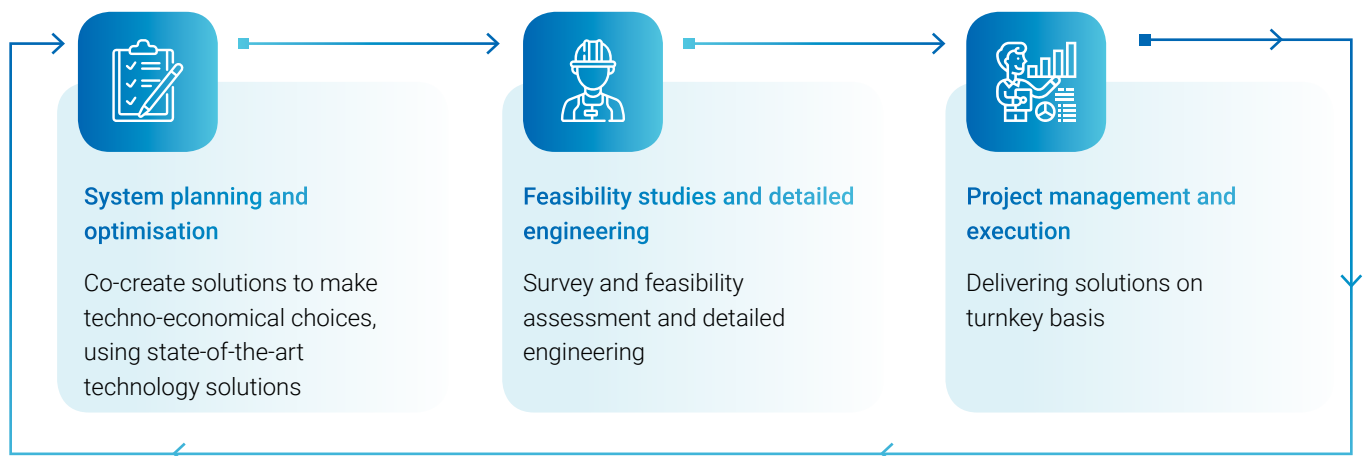 System planning and
optimisation
Co-create solutions to make
techno-economical choices,
using state-of-the-art
technology solutions
Feasibility studies and detailed
engineering
Survey and feasibility
assessment and detailed
engineering
Project management and
execution
Delivering solutions on
turnkey basis